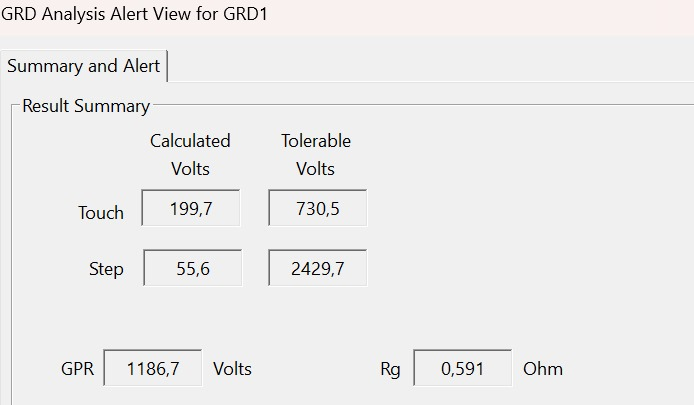 GRD Analysis Alert View for GRD1
Summary and Alert
Result Summary
Calculated Tolerable
Volts Volts
Touch 199,7 730,5
Step 55,6 2429,7
GPR 1186,7 Volts Rg 0,591 Ohm